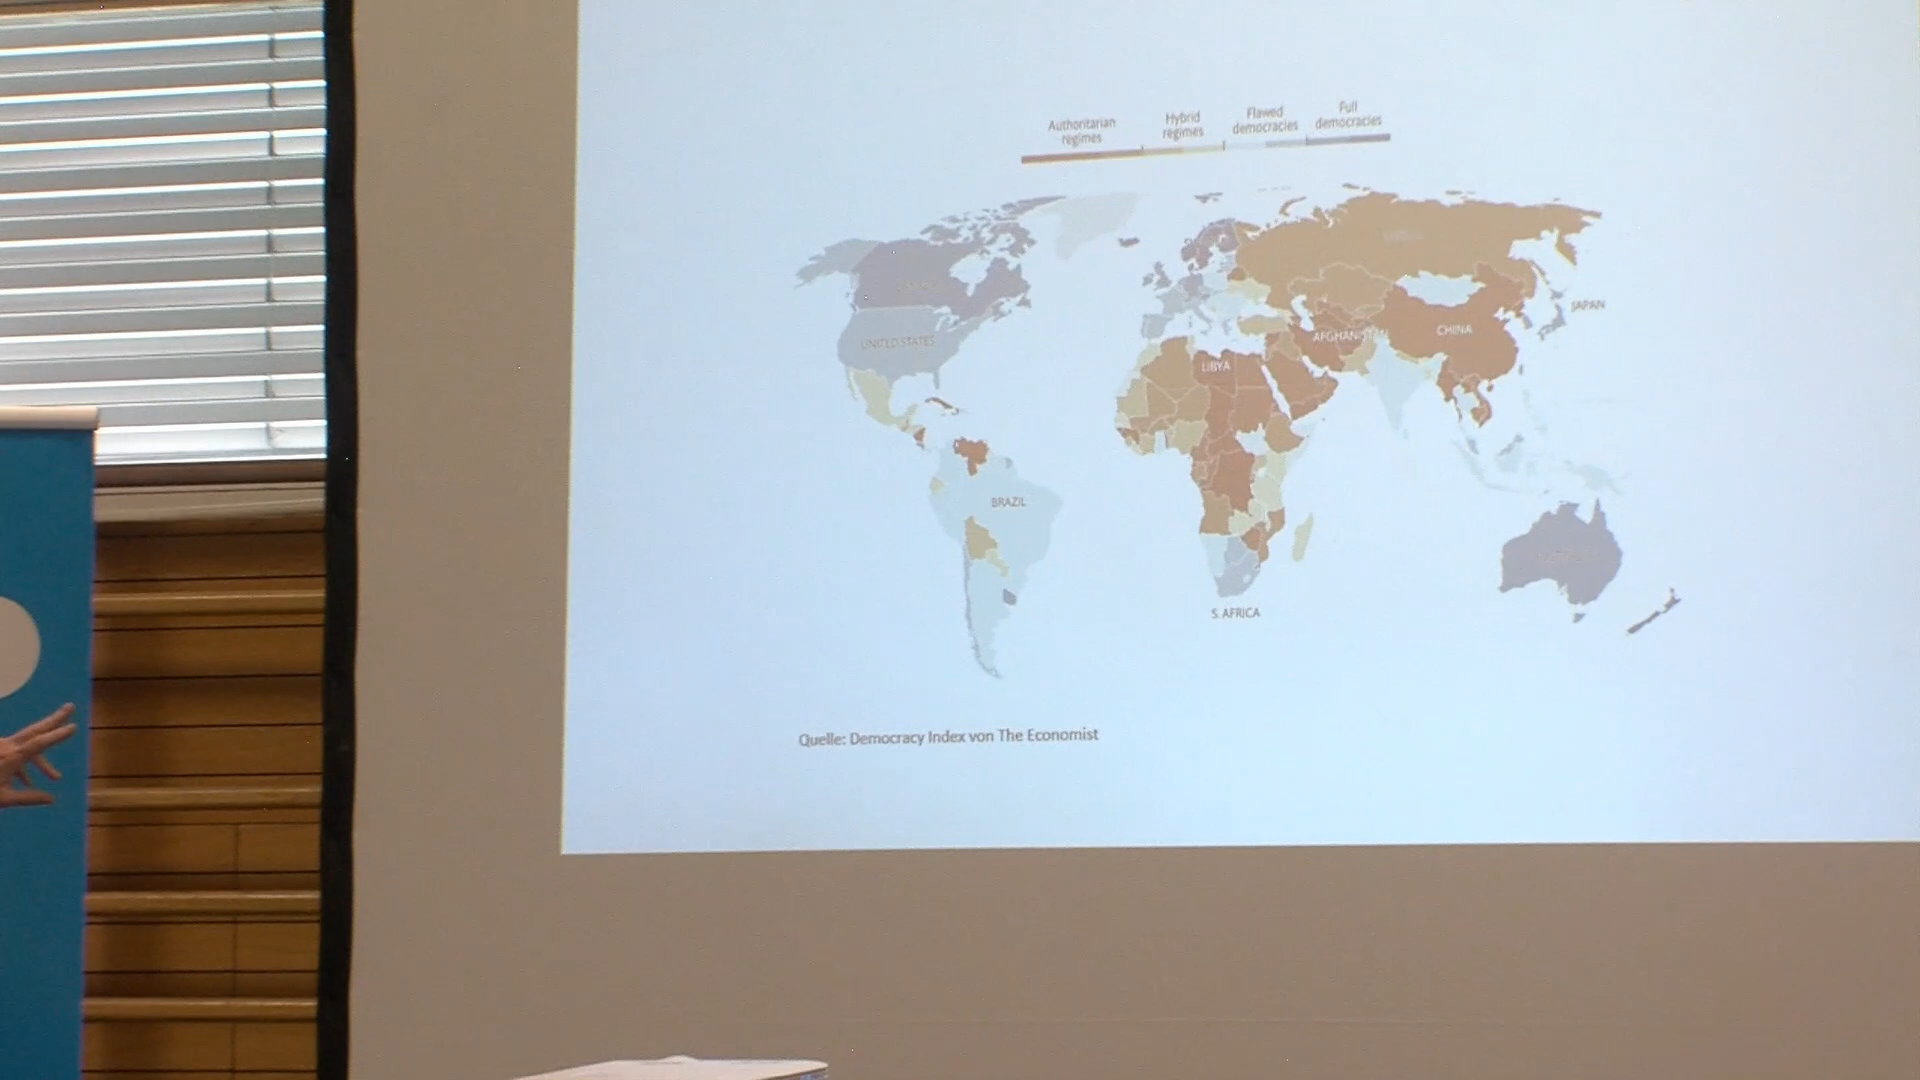 Authoritarian
regimes
Hybrid
regimes
Flawed
democracies
Full
democracies
UNITED STATES
JAPAN
CHINA
AFGHANISTAN
LIBYA
BRAZIL
S. AFRICA
Quelle: Democracy Index von The Economist